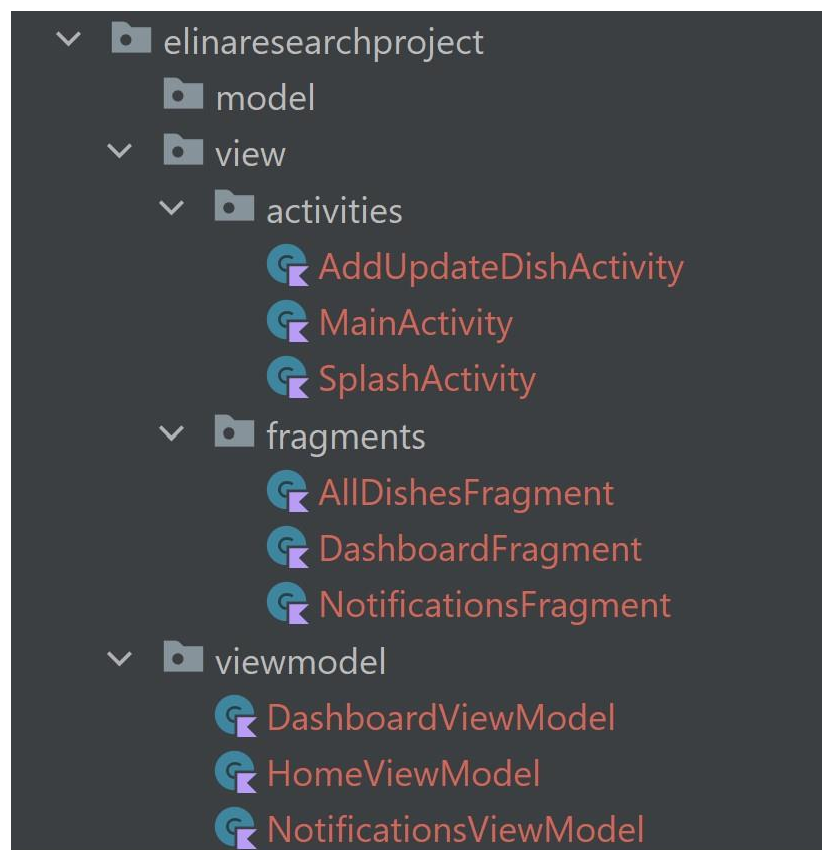 elinaresearchproject
model
view
activities
AddUpdateDishActivity
MainActivity
SplashActivity
fragments
AllDishesFragment
DashboardFragment
NotificationsFragment
viewmodel
DashboardViewModel
HomeViewModel
NotificationsViewModel